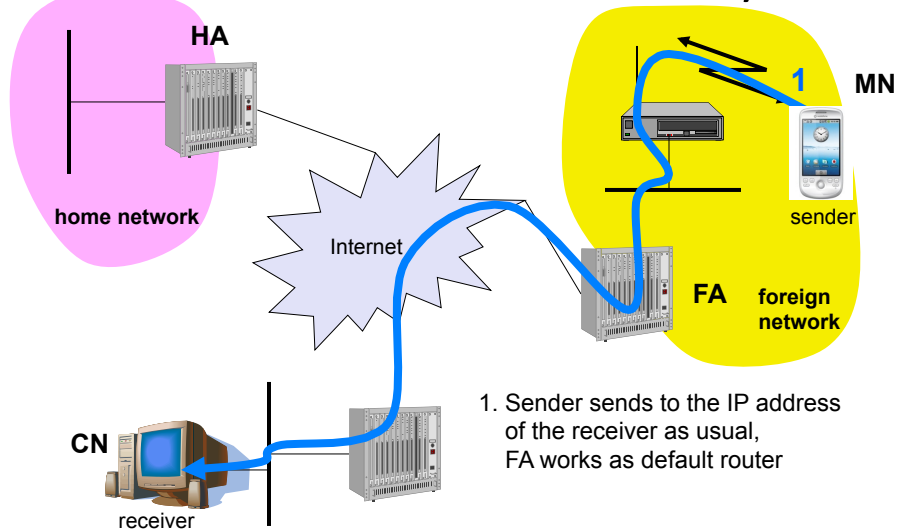 HA
1
MN
home network
Internet
sender
FA
foreign
network
1. Sender sends to the IP address
of the receiver as usual,
FA works as default router
CN
receiver